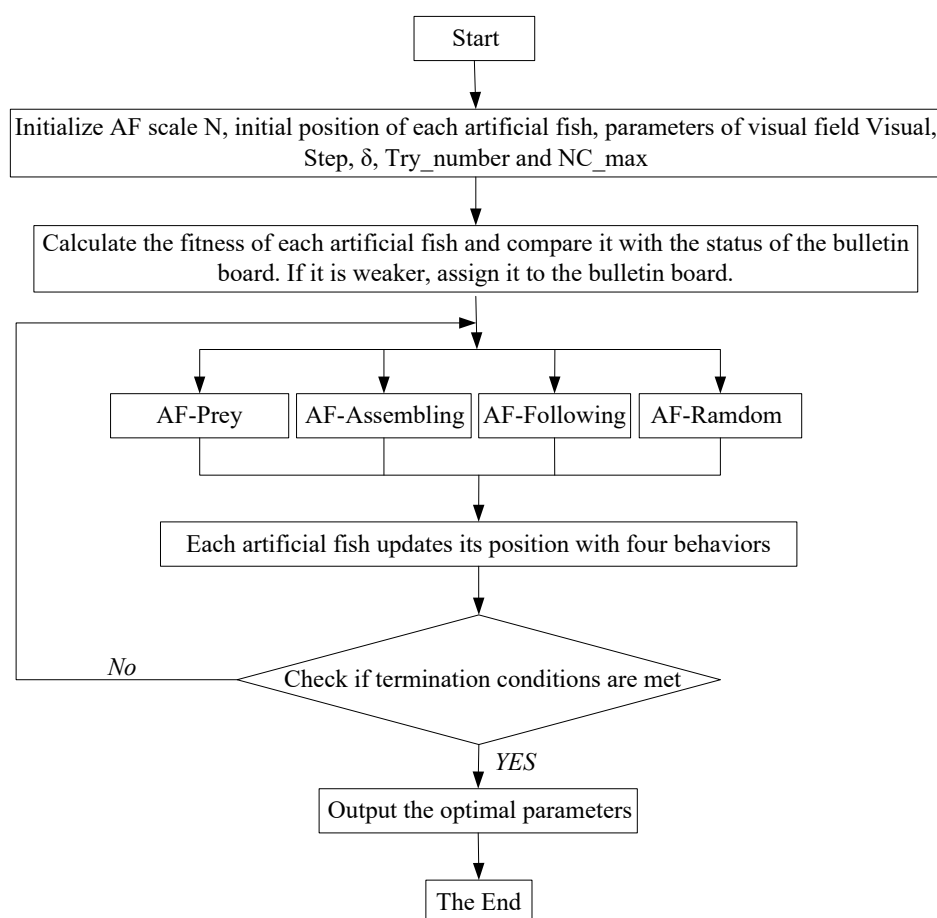 Start
Initialize AF scale N, initial position of each artificial fish, parameters of visual field Visual,
Step, δ, Try_number and NC_max
Calculate the fitness of each artificial fish and compare it with the status of the bulletin
board. If it is weaker, assign it to the bulletin board.
AF-Prey
AF-Assembling
AF-Following
AF-Ramdom
Each artificial fish updates its position with four behaviors
No
Check if termination conditions are met
YES
Output the optimal parameters
The End